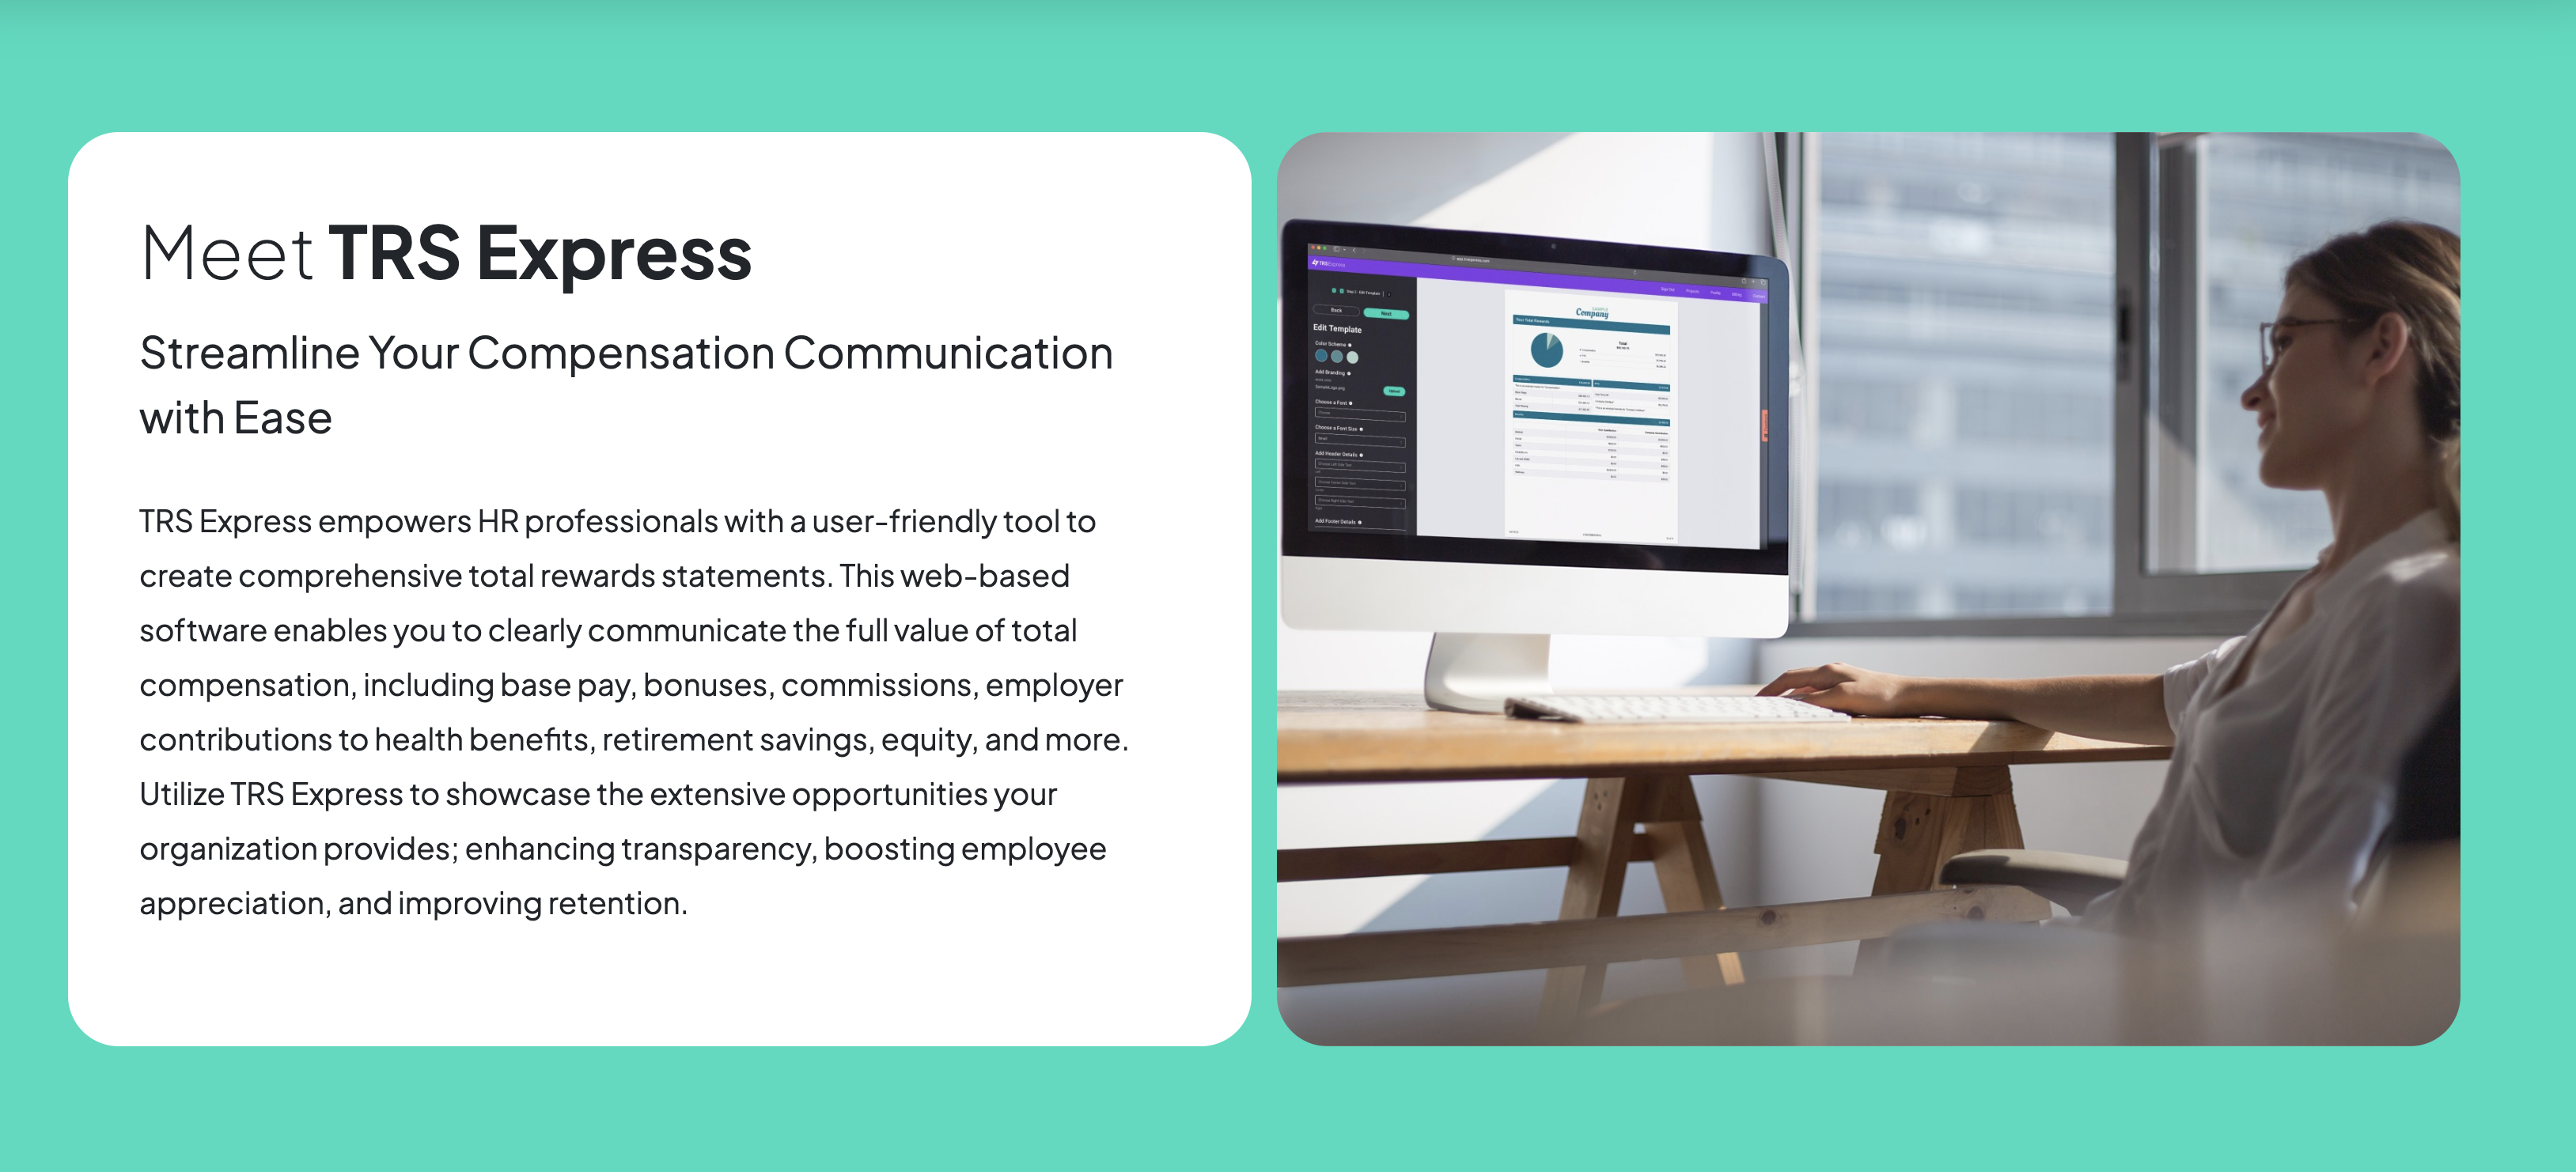 Meet TRS Express
Streamline Your Compensation Communication
with Ease
TRS Express empowers HR professionals with a user-friendly tool to
create comprehensive total rewards statements. This web-based
software enables you to clearly communicate the full value of total
compensation, including base pay, bonuses, commissions, employer
contributions to health benefits, retirement savings, equity, and more.
Utilize TRS Express to showcase the extensive opportunities your
organization provides; enhancing transparency, boosting employee
appreciation, and improving retention.
TRSExpress
Back
Next
Edit Template
Color Scheme
Add Branding
Upload
Choose a Font
Choose a Font Size
Add Header Details
Add Footer Details
Company
Your Total Rewards
Total